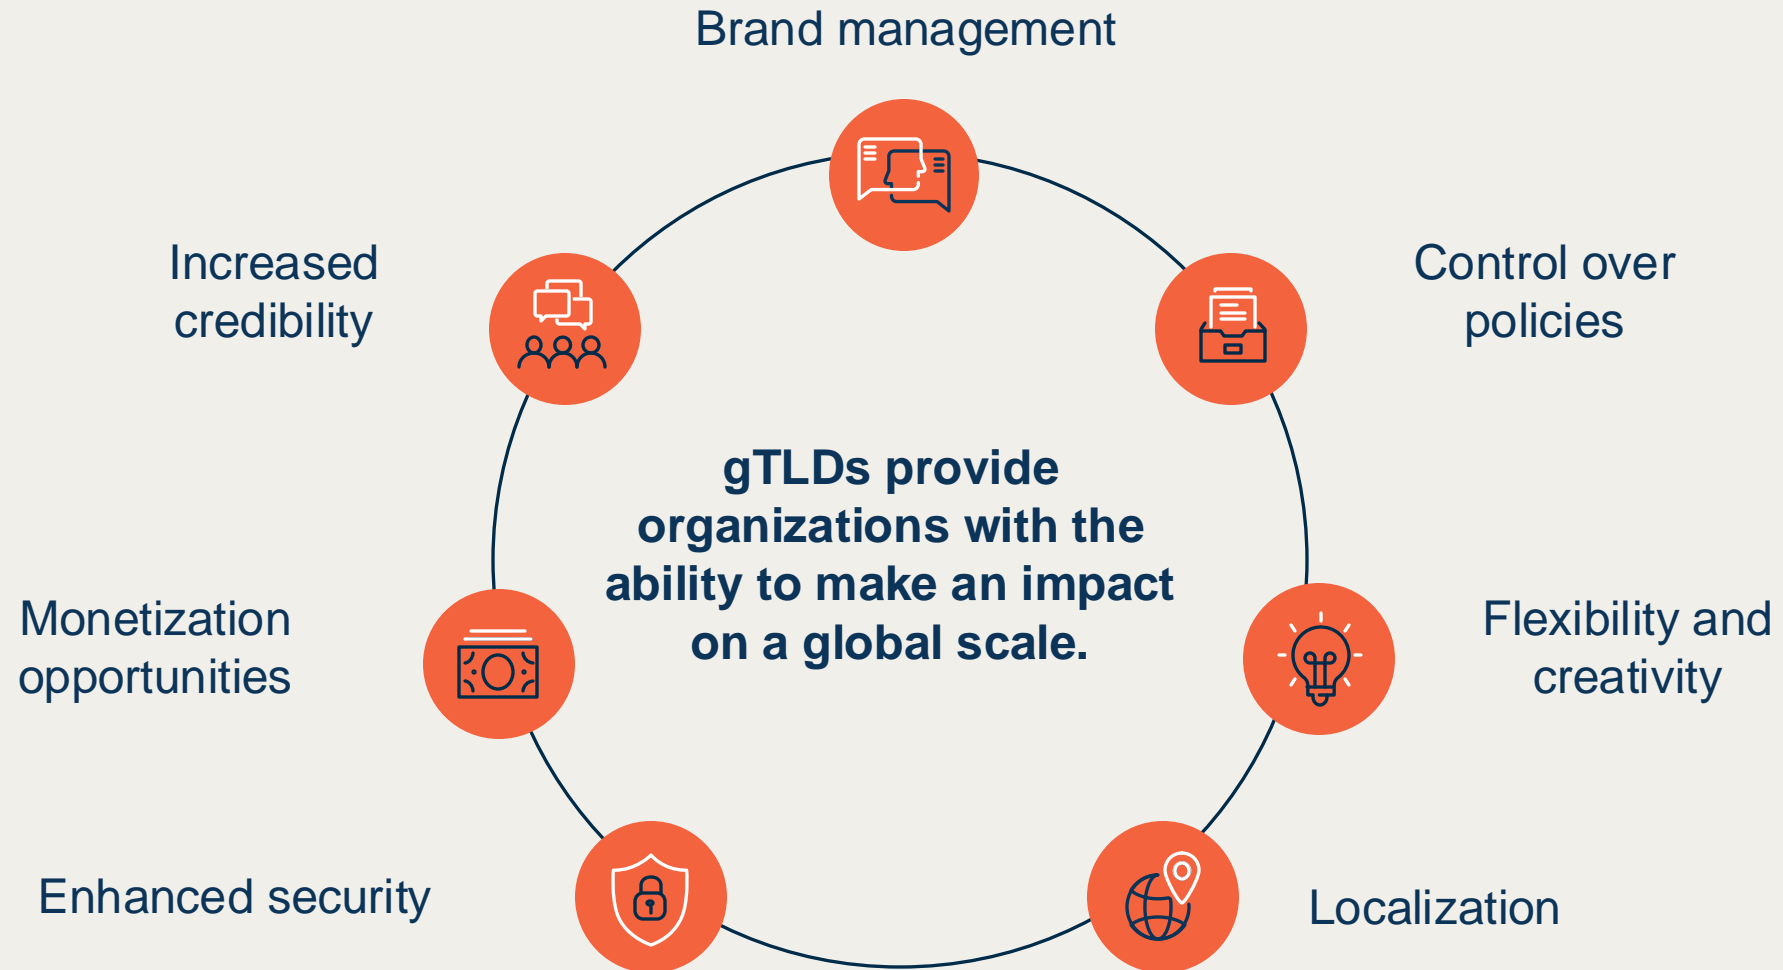 Brand management
Increased
credibility
Control over
policies
gTLDs provide
organizations with the
ability to make an impact
on a global scale.
Monetization
opportunities
Flexibility and
creativity
Enhanced security
Localization